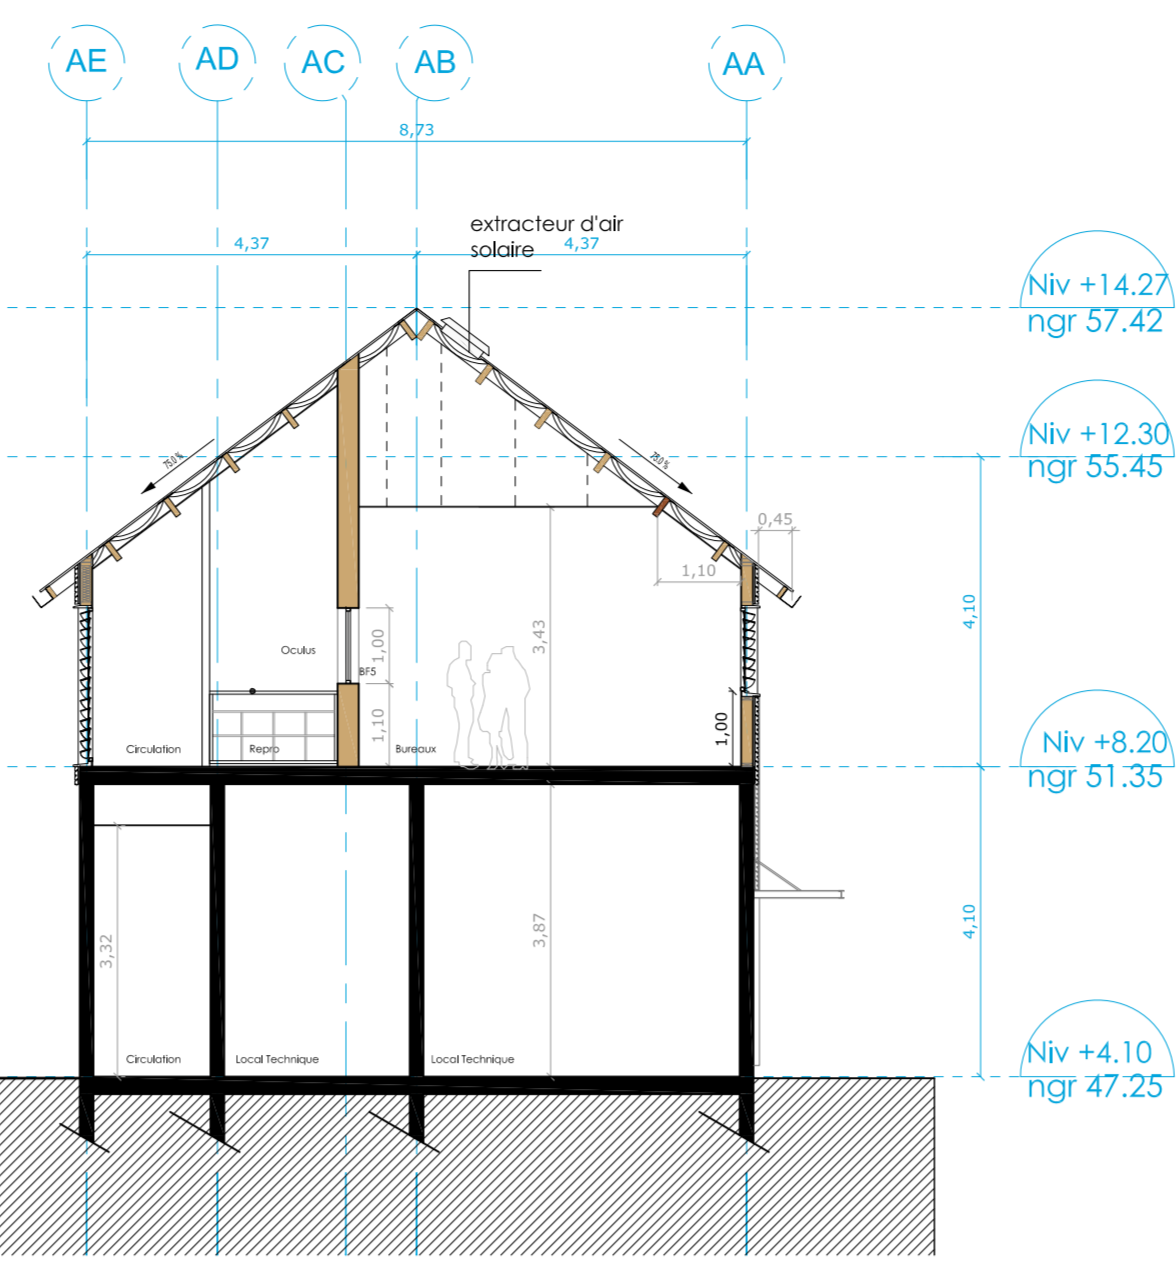 AE
AD
AC
AB
AA
8,73
extracteur d'air
solaire
4,37
4,37
Niv +14.27
ngr 57.42
Niv +12.30
ngr 55.45
0,45
1,10
4,10
3,43
1,00
Oculus
BF5
1,10
1,00
Circulation
Repro
Bureaux
Niv +8.20
ngr 51.35
3,32
3,87
4,10
Circulation
Local Technique
Local Technique
Niv +4.10
ngr 47.25